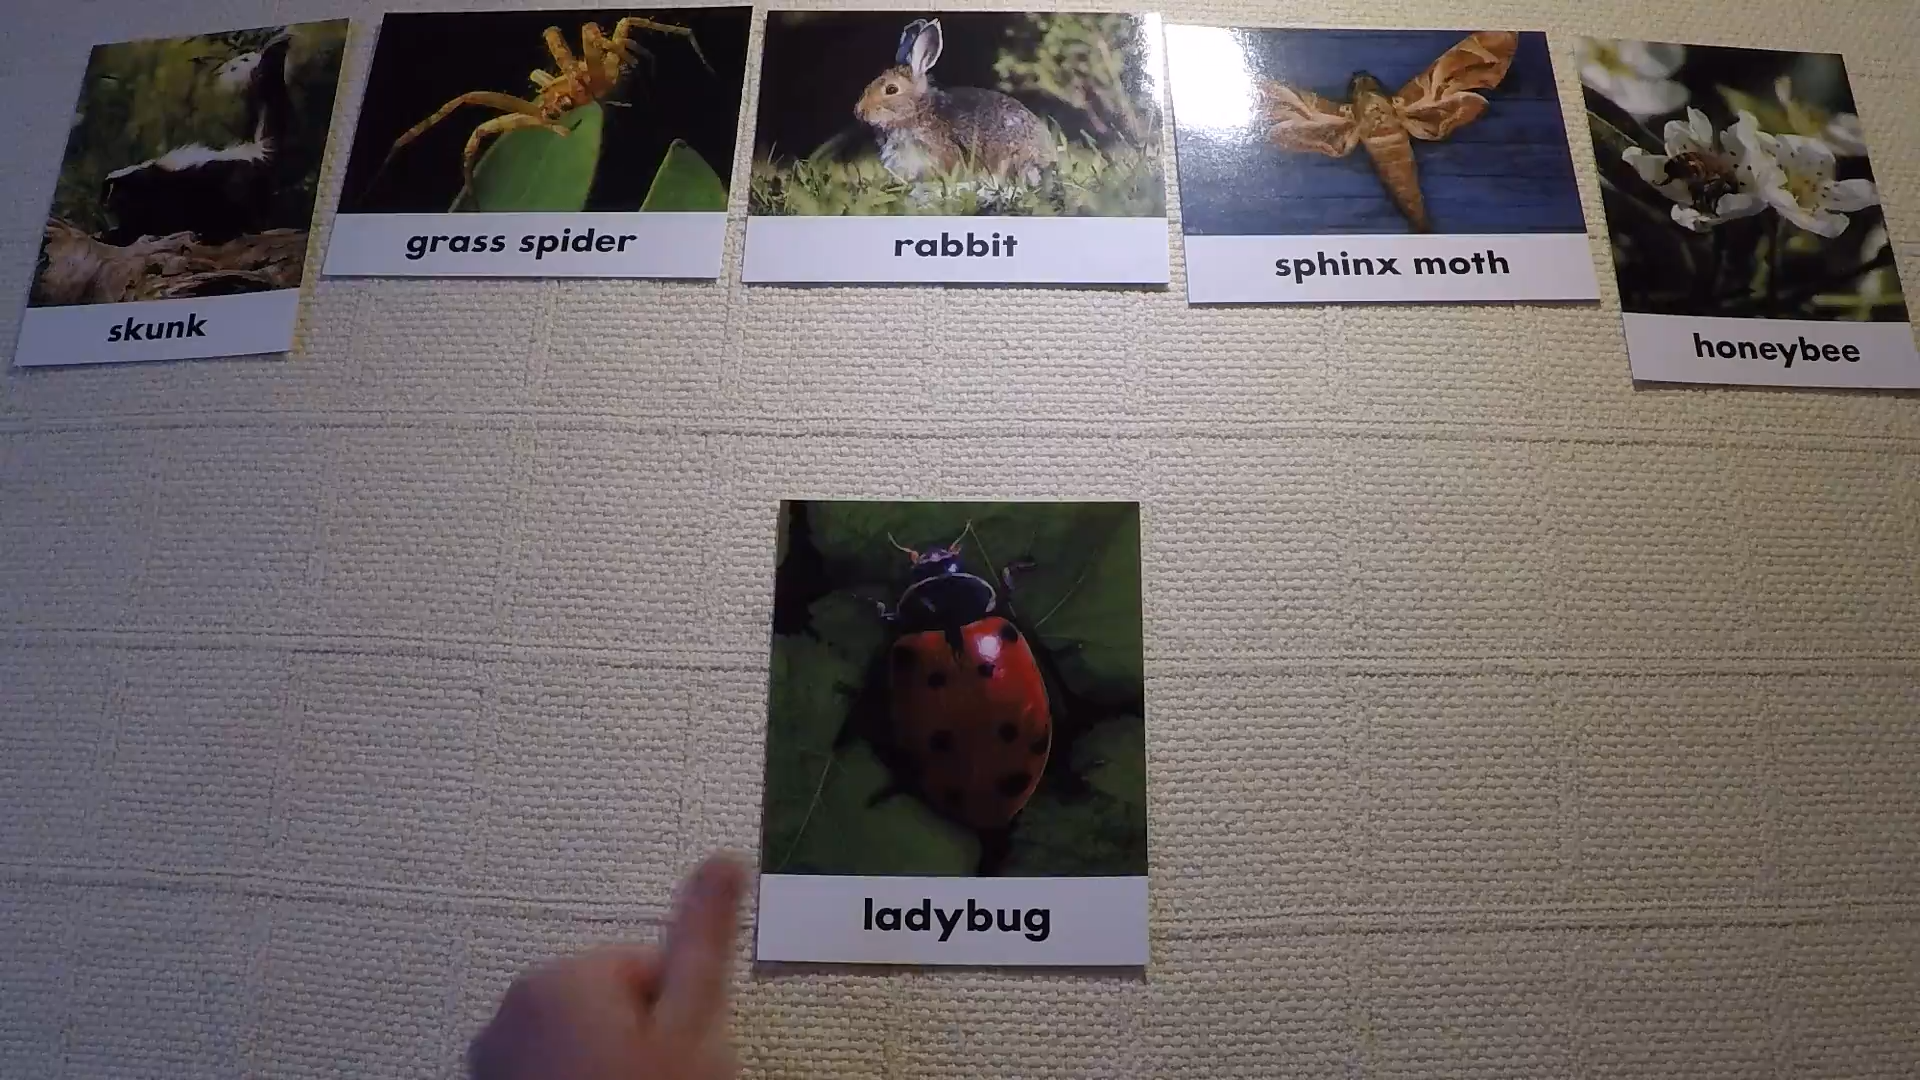 skunk
grass spider
rabbit
sphinx moth
honeybee
ladybug